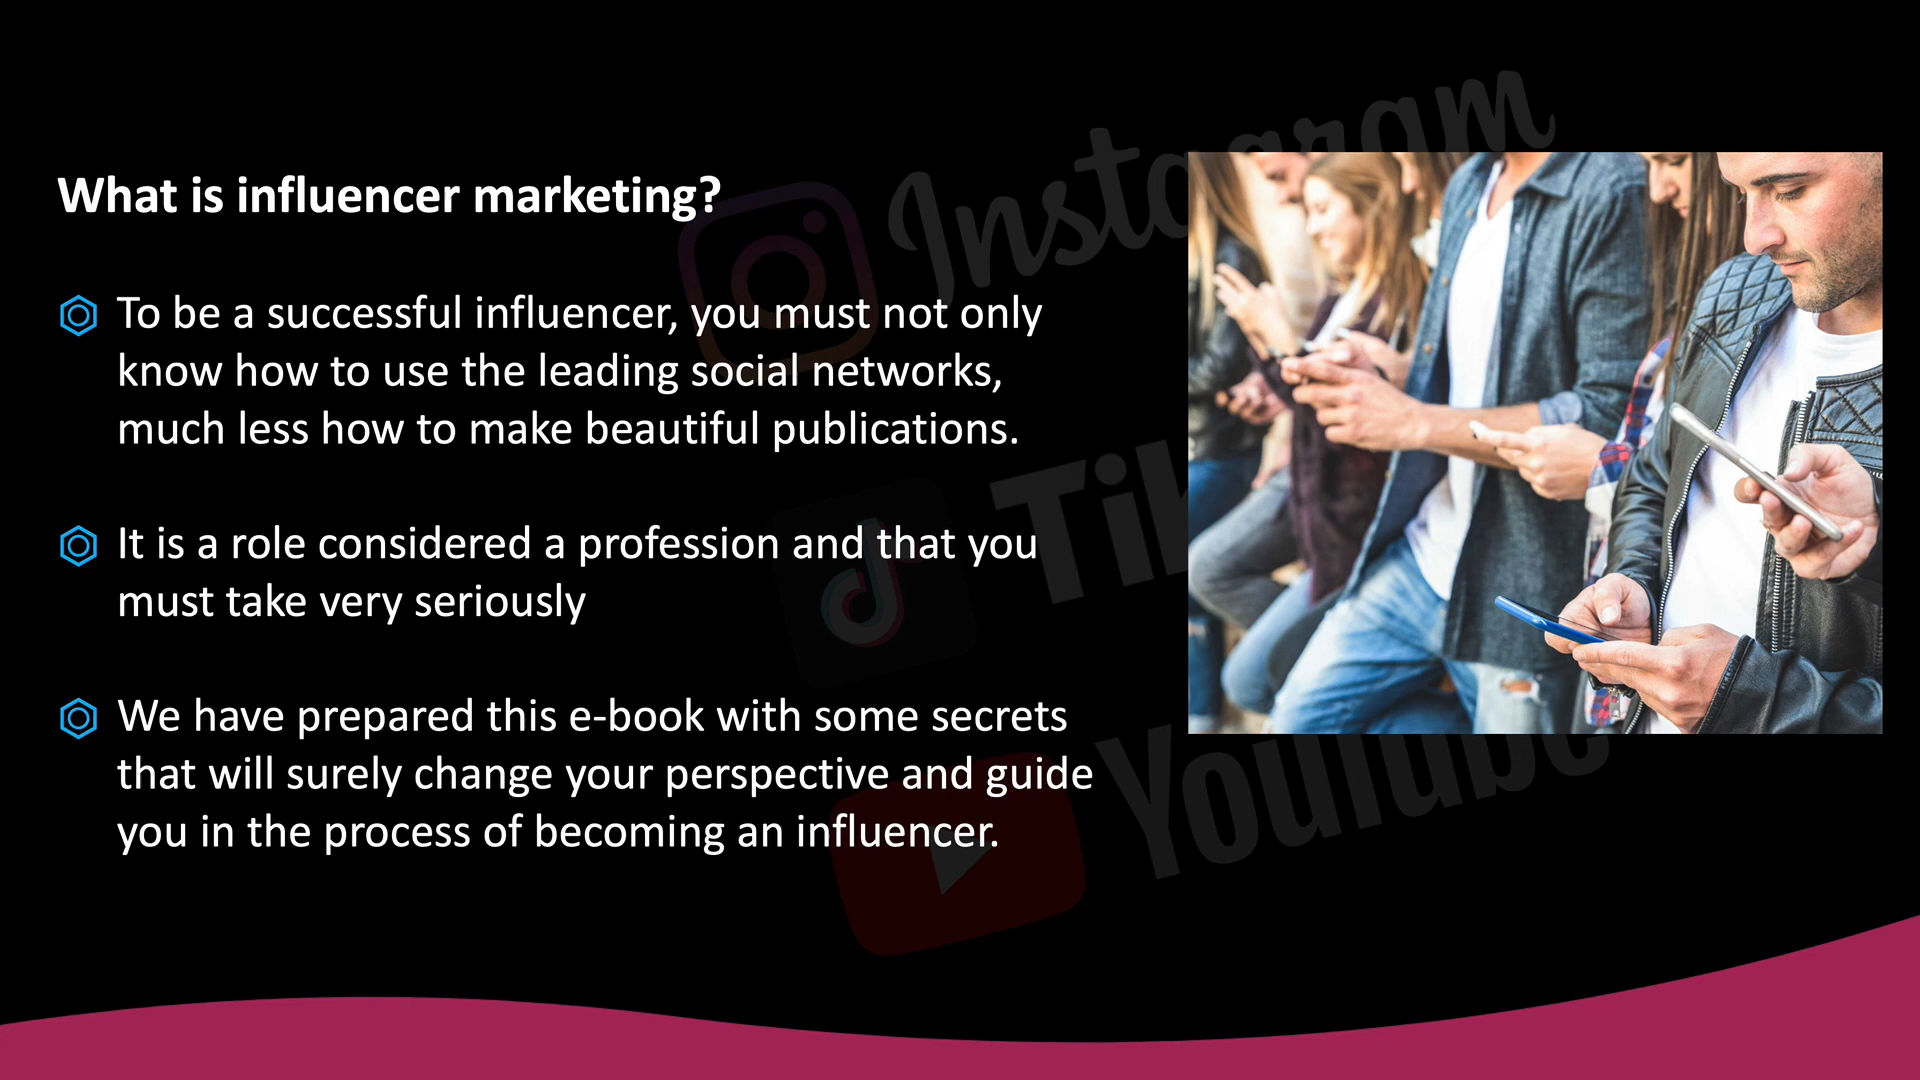 What is influencer marketing?
To be a successful influencer, you must not only
know how to use the leading social networks,
much less how to make beautiful publications.
It is a role considered a profession and that you
must take very seriously
We have prepared this e-book with some secrets
that will surely change your perspective and guide
you in the process of becoming an influencer.
Instagram
Tik
YouTube